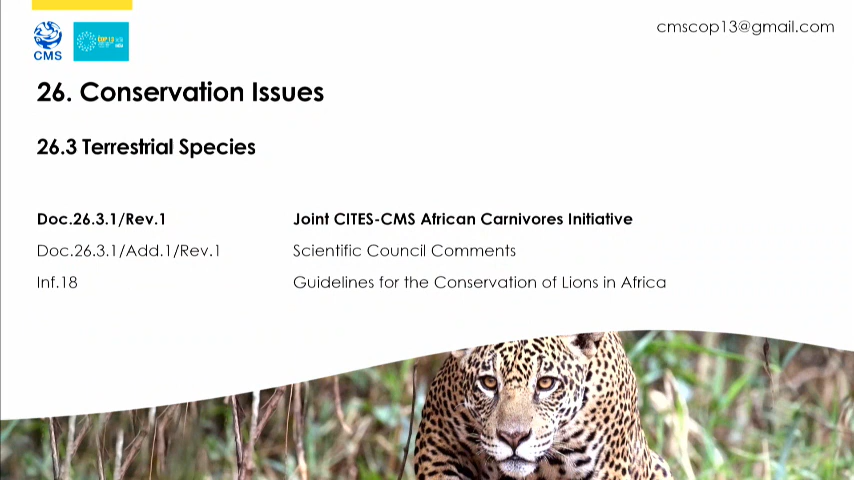 cmscop13@gmail.com
CMS
COP 13
26. Conservation Issues
26.3 Terrestrial Species
Doc.26.3.1/Rev.1 Joint CITES-CMS African Carnivores Initiative
Doc.26.3.1/Add.1/Rev.1 Scientific Council Comments
Inf.18 Guidelines for the Conservation of Lions in Africa